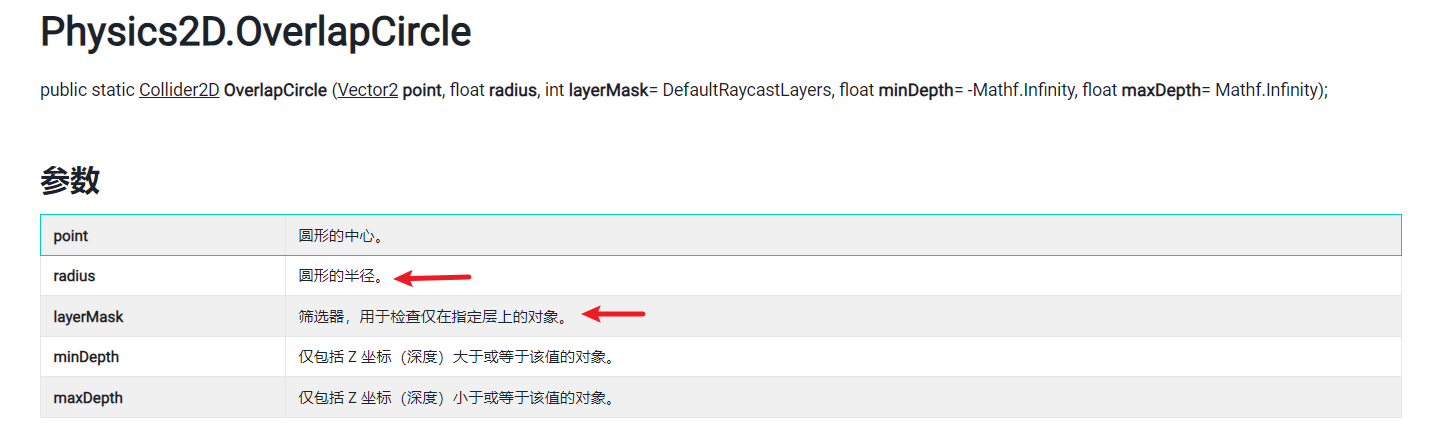 Physics2D.OverlapCircle
public static Collider2D OverlapCircle (Vector2 point, float radius, int layerMask= DefaultRaycastLayers, float minDepth= -Mathf.Infinity, float maxDepth= Mathf.Infinity);
参数
point 圆形的中心。
radius 圆形的半径。
layerMask 筛选器，用于检查仅在指定层上的对象。
minDepth 仅包括 Z 坐标（深度）大于或等于该值的对象。
maxDepth 仅包括 Z 坐标（深度）小于或等于该值的对象。